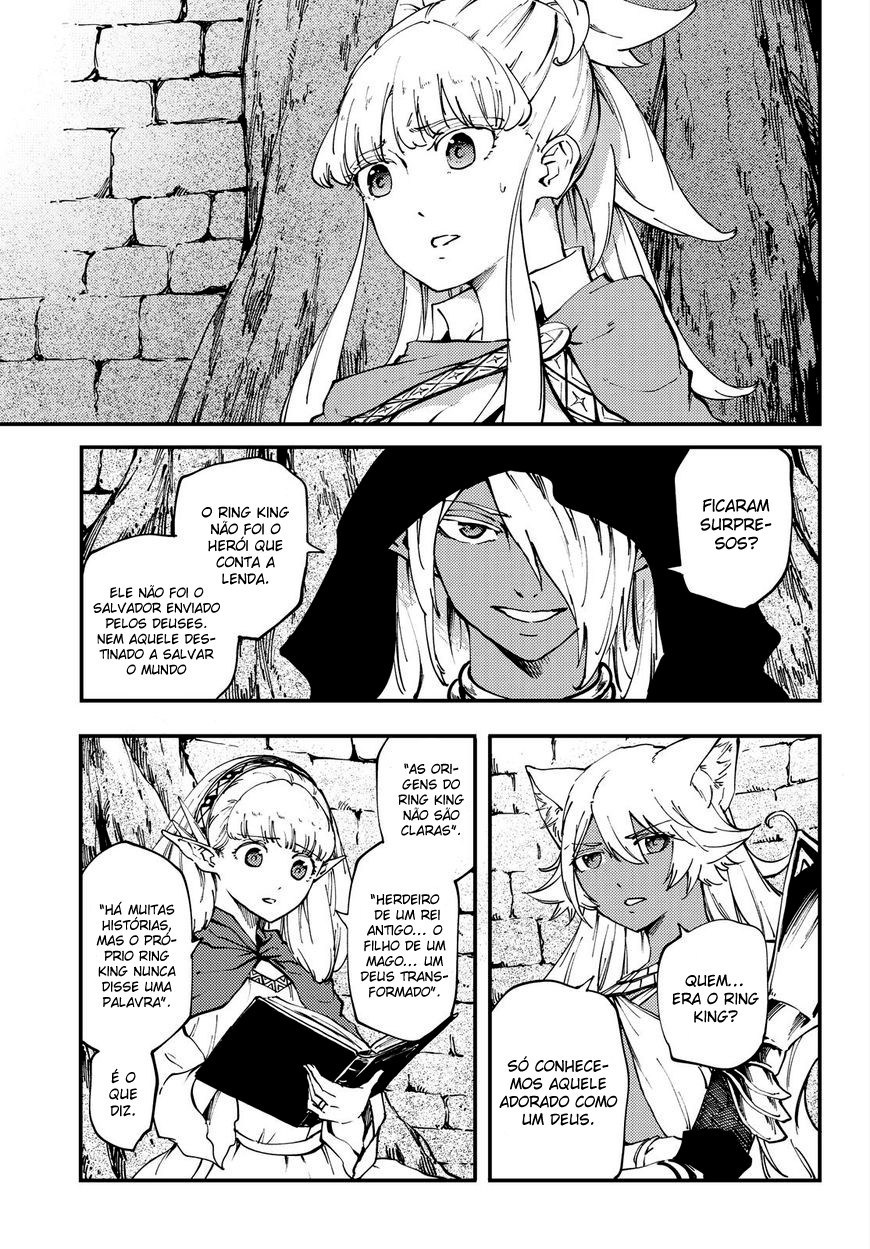 FICARAM
SURPRE-
SOS?
O RING KING
NÃO FOI O
HERÓI QUE
CONTA A
LENDA.
ELE NÃO FOI O
SALVADOR ENVIADO
PELOS DEUSES.
NEM AQUELE DES-
TINADO A SALVAR
O MUNDO
QUEM...
ERA O RING
KING?
SÓ CONHECE-
MOS AQUELE
ADORADO COMO
UM DEUS.
"AS ORI-
GENS DO
RING KING
NÃO SÃO
CLARAS".
"HERDEIRO
DE UM REI
ANTIGO... O
FILHO DE UM
MAGO... UM
DEUS TRANS-
FORMADO".
"HÁ MUITAS
HISTÓRIAS,
MAS O PRÓ-
PRIO RING
KING NUNCA
DISSE UMA
PALAVRA".
É O
QUE
DIZ.